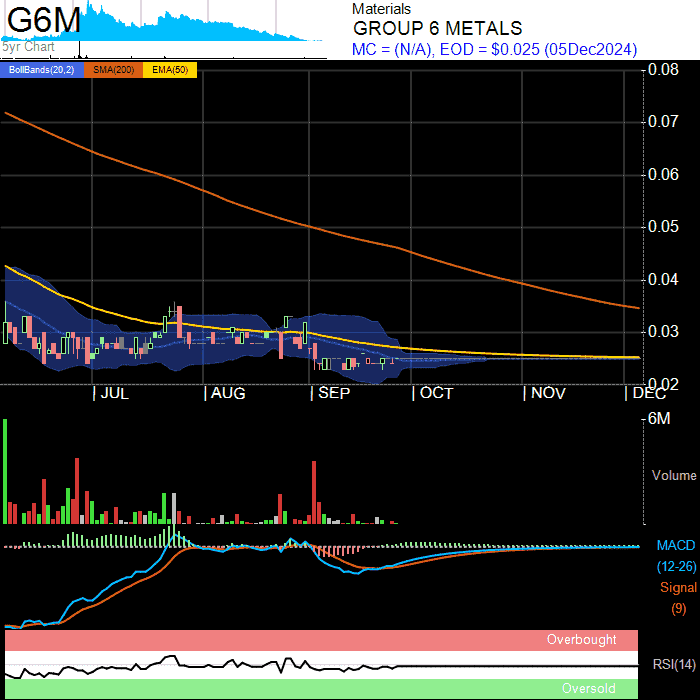 G6M
5yr Chart
Materials
GROUP 6 METALS
MC = (N/A), EOD = $0.025 (05Dec2024)
BollBands(20,2) SMA(200) EMA(50)
0.08
0.07
0.06
0.05
0.04
0.03
0.02
JUL AUG SEP OCT NOV DEC
6M
Volume
MACD
(12-26)
Signal
(9)
Overbought
RSI(14)
Oversold